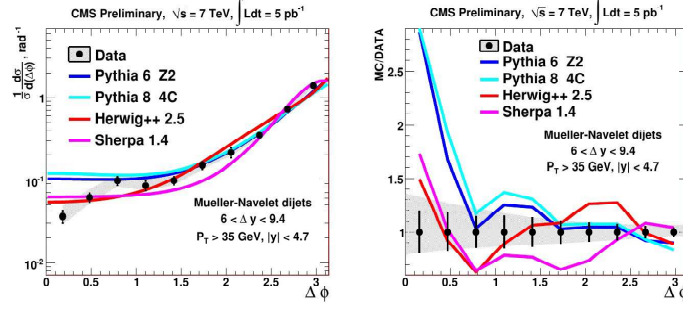 CMS Preliminary, √s = 7 TeV, ∫ Ldt = 5 pb⁻¹
1/σ dσ/d(Δϕ), rad⁻¹
Data
Pythia 6 Z2
Pythia 8 4C
Herwig++ 2.5
Sherpa 1.4
Mueller-Navelet dijets
6 < Δ y < 9.4
P_T > 35 GeV, |y| < 4.7
1
10⁻¹
10⁻²
0 0.5 1 1.5 2 2.5 3
Δ ϕ
CMS Preliminary, √s = 7 TeV, ∫ Ldt = 5 pb⁻¹
MC/DATA
Data
Pythia 6 Z2
Pythia 8 4C
Herwig++ 2.5
Sherpa 1.4
Mueller-Navelet dijets
6 < Δ y < 9.4
P_T > 35 GeV, |y| < 4.7
2.5
2
1.5
1
0 0.5 1 1.5 2 2.5 3
Δ ϕ